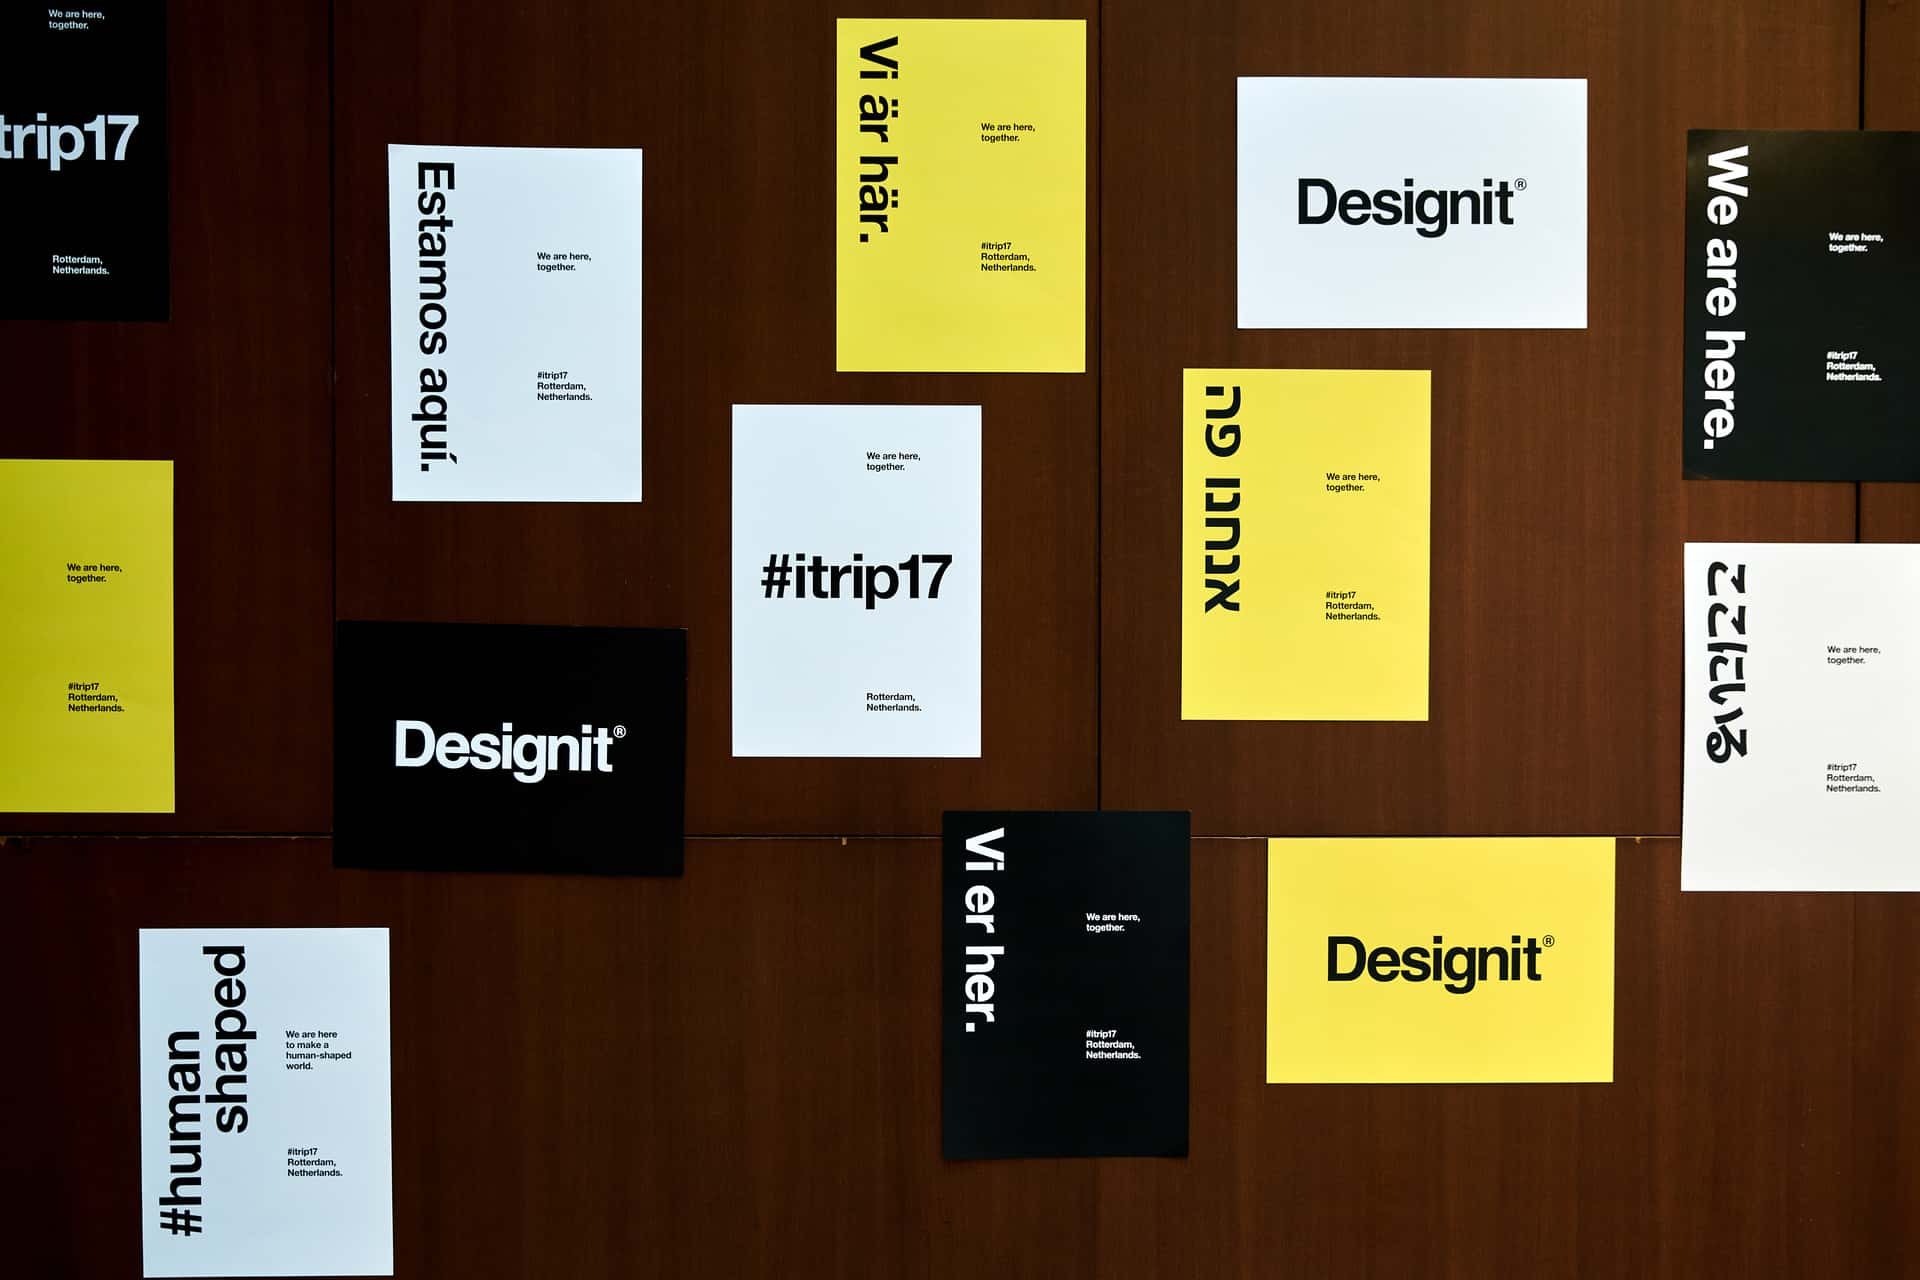 We are here,
together.
trip17
Rotterdam,
Netherlands.
Estamos aquí.
We are here,
together.
#itrip17
Rotterdam,
Netherlands.
Vi är här.
We are here,
together.
#itrip17
Rotterdam,
Netherlands.
Designit®
We are here.
We are here,
together.
#itrip17
Rotterdam,
Netherlands.
We are here,
together.
#itrip17
Rotterdam,
Netherlands.
We are here,
together.
#itrip17
Rotterdam,
Netherlands.
אנחנו פה
We are here,
together.
#itrip17
Rotterdam,
Netherlands.
ここにいる
We are here,
together.
#itrip17
Rotterdam,
Netherlands.
Designit®
Vi er her.
We are here,
together.
#itrip17
Rotterdam,
Netherlands.
Designit®
#human
shaped
We are here
to make a
human-shaped
world.
#itrip17
Rotterdam,
Netherlands.